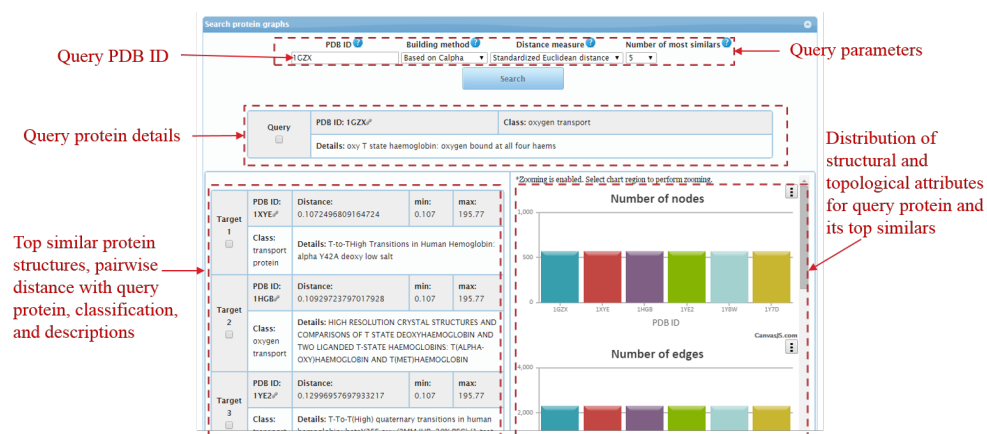 Search protein graphs
PDB ID ? Building method ? Distance measure ? Number of most similars ?
1GZX Based on Calpha Standardized Euclidean distance 5
Search
Query PDB ID
Query parameters
Query protein details
Query
PDB ID: 1GZX
Class: oxygen transport
Details: oxy T state haemoglobin: oxygen bound at all four haems
Top similar protein
structures, pairwise
distance with query
protein, classification,
and descriptions
Target
1
PDB ID:
1XYE
Distance:
0.1072496809164724
min:
0.107
max:
195.77
Class:
transport
protein
Details: T-to-THigh Transitions in Human Hemoglobin:
alpha Y42A deoxy low salt
Target
2
PDB ID:
1HGB
Distance:
0.10929723797017928
min:
0.107
max:
195.77
Class:
oxygen
transport
Details: HIGH RESOLUTION CRYSTAL STRUCTURES AND
COMPARISONS OF T STATE DEOXYHAEMOGLOBIN AND
TWO LIGANDED T-STATE HAEMOGLOBINS: T(ALPHA-
OXY)HAEMOGLOBIN AND T(MET)HAEMOGLOBIN
Target
3
PDB ID:
1YE2
Distance:
0.12996957697933217
min:
0.107
max:
195.77
Class:
Details: T-To-T(High) quaternary transitions in human
*Zooming is enabled. Select chart region to perform zooming.
Number of nodes
1,000
500
0
1GZX 1XYE 1HGB 1YE2 1YBW 1Y7D
PDB ID
CanvasJS.com
Number of edges
4,000
2,000
Distribution of
structural and
topological attributes
for query protein and
its top similars